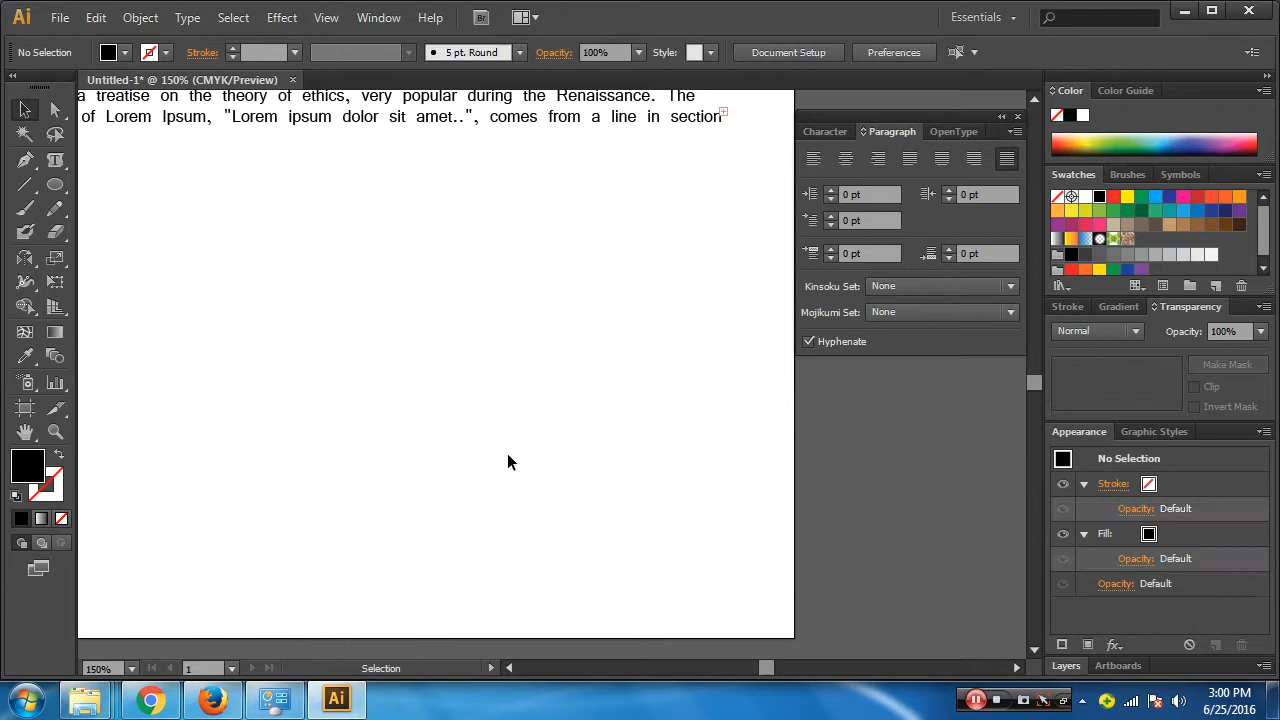 Ai File Edit Object Type Select Effect View Window Help Br Essentials
No Selection Stroke: 5 pt. Round Opacity: 100% Style: Document Setup Preferences
Untitled-1* @ 150% (CMYK/Preview)
a treatise on the theory of ethics, very popular during the Renaissance. The
of Lorem Ipsum, "Lorem ipsum dolor sit amet..", comes from a line in section
Character Paragraph OpenType
0 pt 0 pt
0 pt
0 pt 0 pt
Kinsoku Set: None
Mojikumi Set: None
Hyphenate
Color Color Guide
Swatches Brushes Symbols
Stroke Gradient Transparency
Normal Opacity: 100%
Make Mask
Clip
Invert Mask
Appearance Graphic Styles
No Selection
Stroke:
Opacity: Default
Fill:
Opacity: Default
Opacity: Default
fx
Layers Artboards
150% 1 Selection
Ai
3:00 PM
6/25/2016